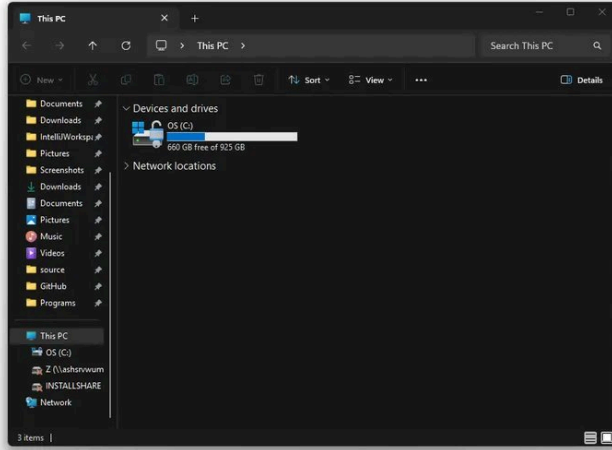 This PC
This PC
Search This PC
New
Sort
View
Details
Documents
Downloads
IntelliJWorkspa
Pictures
Screenshots
Downloads
Documents
Pictures
Music
Videos
source
GitHub
Programs
This PC
OS (C:)
Z (\\ashsrvwum
INSTALLSHARE
Network
Devices and drives
OS (C:)
660 GB free of 925 GB
Network locations
3 items